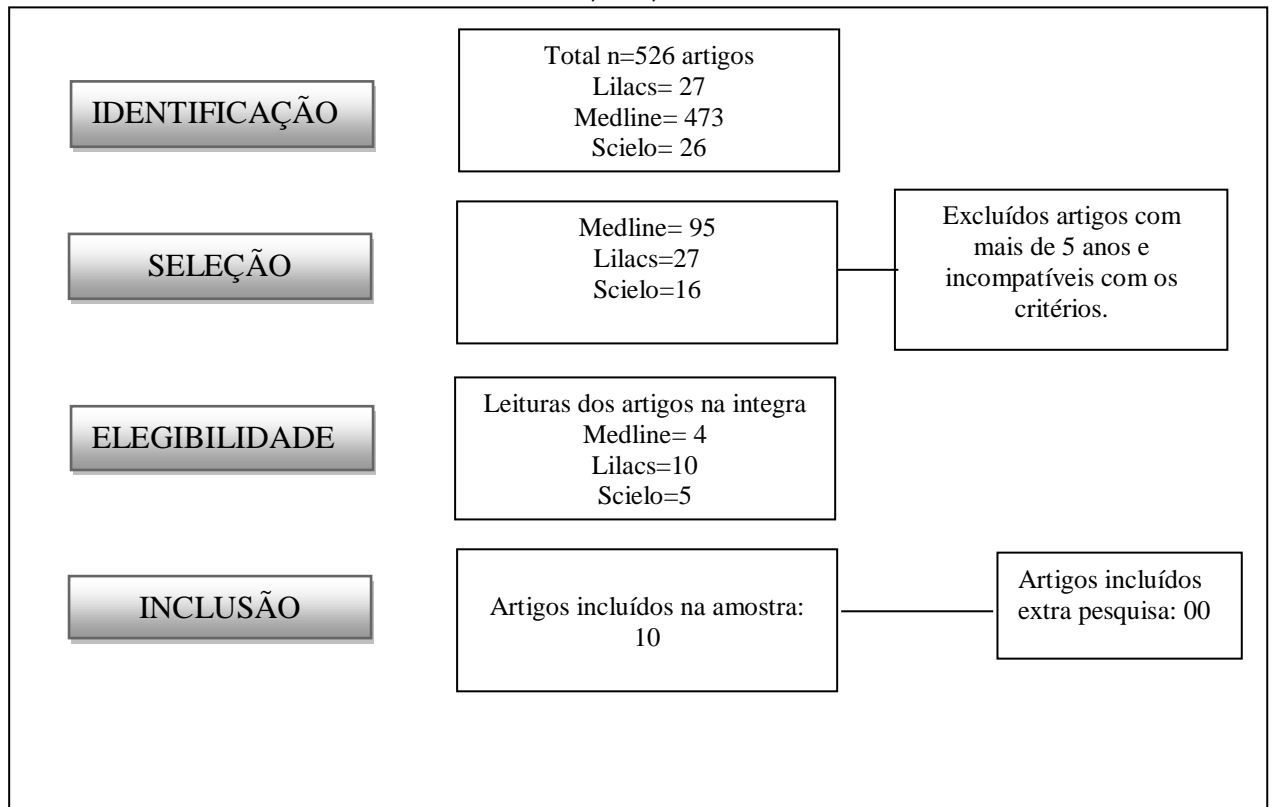 IDENTIFICAÇÃO
Total n=526 artigos
Lilacs= 27
Medline= 473
Scielo= 26
SELEÇÃO
Medline= 95
Lilacs=27
Scielo=16
Excluídos artigos com
mais de 5 anos e
incompatíveis com os
critérios.
ELEGIBILIDADE
Leituras dos artigos na integra
Medline= 4
Lilacs=10
Scielo=5
INCLUSÃO
Artigos incluídos na amostra:
10
Artigos incluídos
extra pesquisa: 00